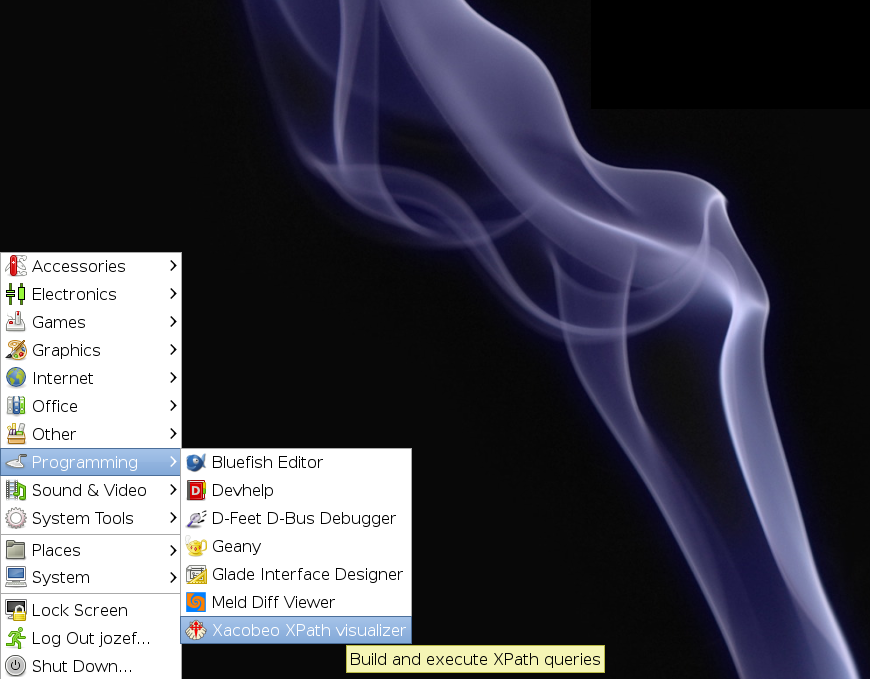 Accessories
Electronics
Games
Graphics
Internet
Office
Other
Programming
Sound & Video
System Tools
Places
System
Lock Screen
Log Out jozef...
Shut Down...
Bluefish Editor
Devhelp
D-Feet D-Bus Debugger
Geany
Glade Interface Designer
Meld Diff Viewer
Xacobeo XPath visualizer
Build and execute XPath queries